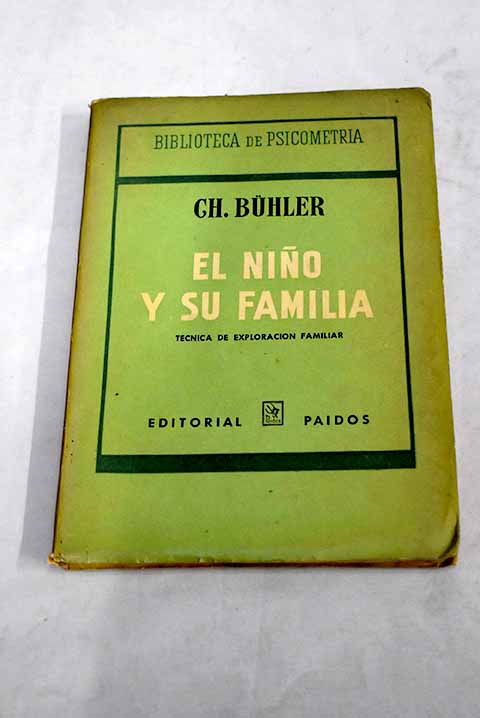 BIBLIOTECA DE PSICOMETRIA
CH. BÜHLER
EL NIÑO
Y SU FAMILIA
TECNICA DE EXPLORACION FAMILIAR
EDITORIAL PAIDOS